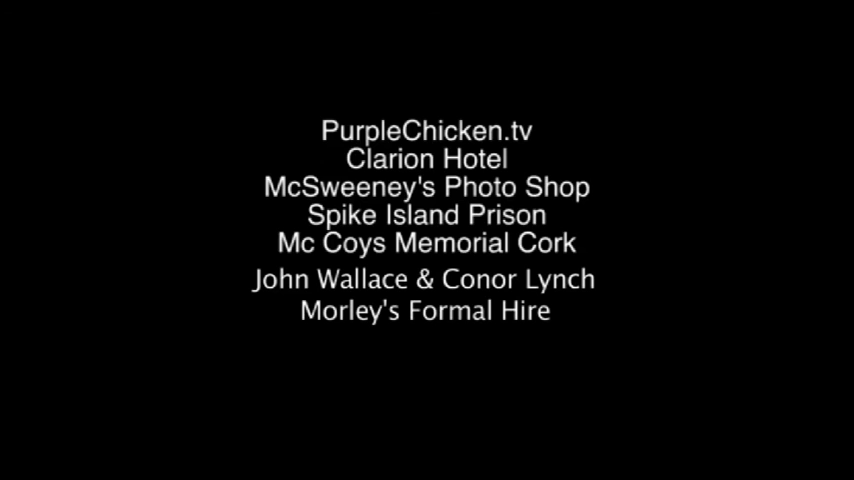 PurpleChicken.tv
Clarion Hotel
McSweeney's Photo Shop
Spike Island Prison
Mc Coys Memorial Cork
John Wallace & Conor Lynch
Morley's Formal Hire